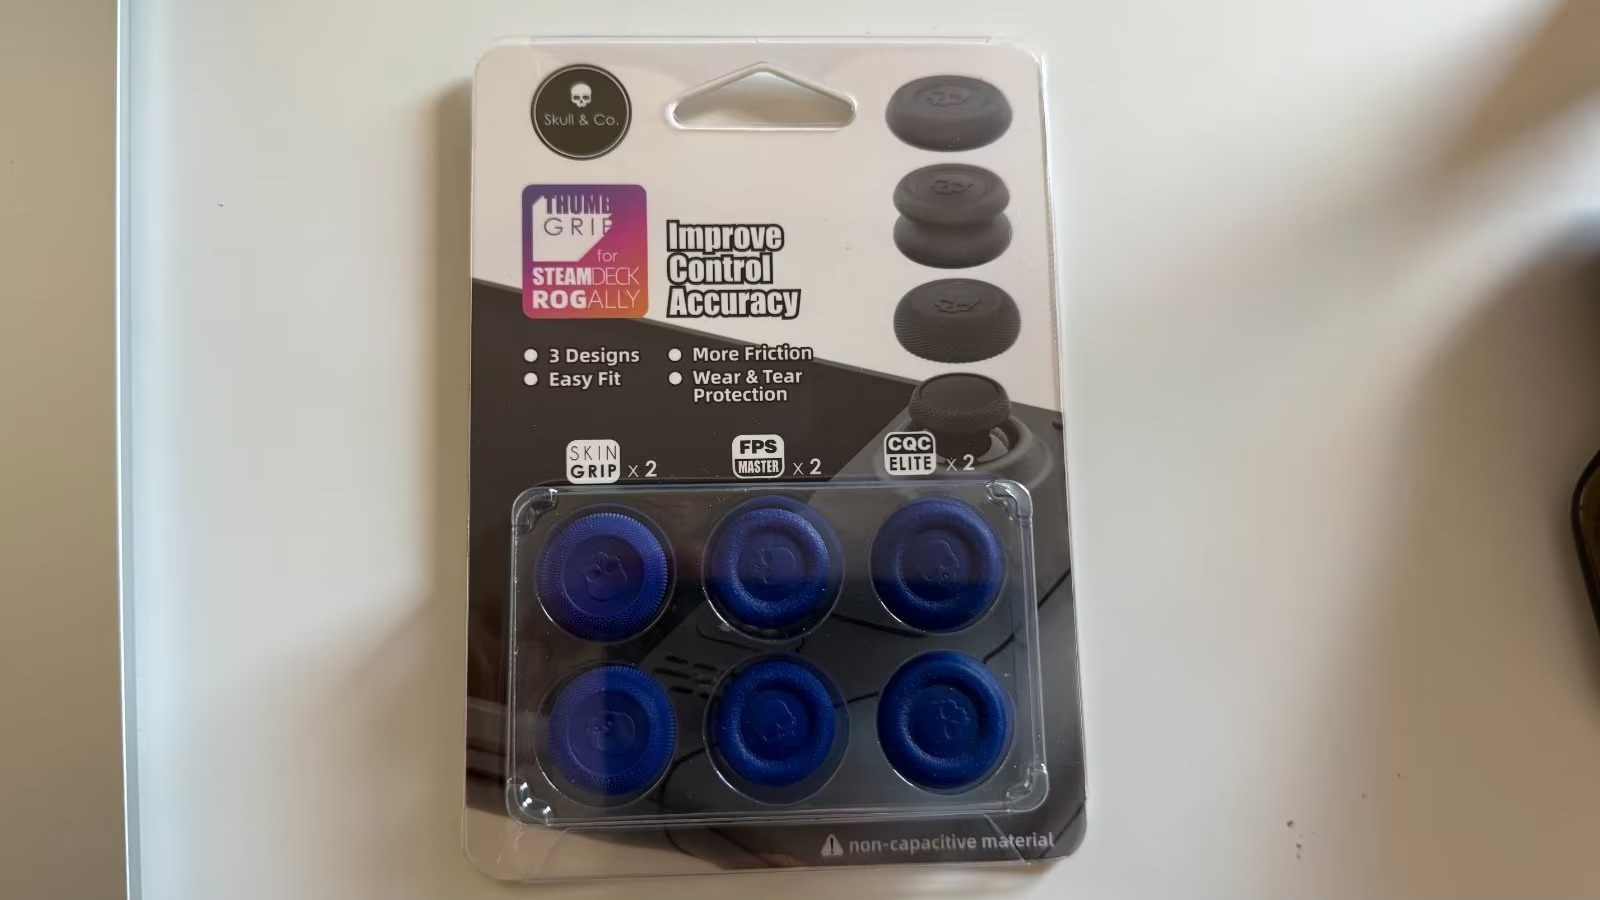 Skull & Co.
THUMB
GRIP
for
STEAMDECK
ROGALLY
Improve
Control
Accuracy
3 Designs
Easy Fit
More Friction
Wear & Tear
Protection
SKIN
GRIP x 2
FPS
MASTER x 2
CQC
ELITE x 2
non-capacitive material